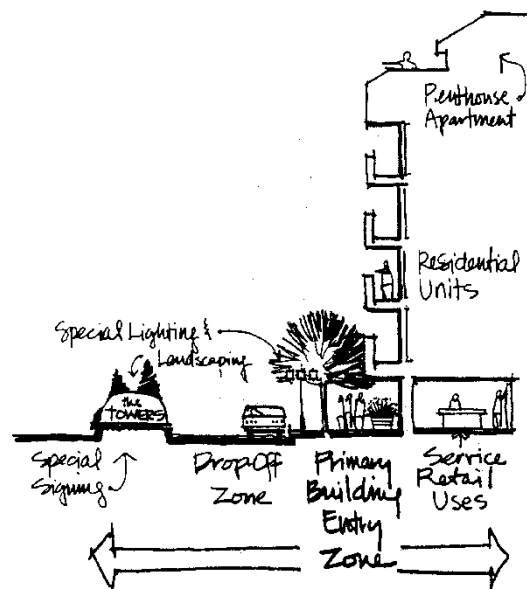 Penthouse
Apartment
Residential
Units
Special Lighting &
Landscaping
the
TOWERS
Special
Signing
Drop-Off
Zone
Primary
Building
Entry
Zone
Service
Retail
Uses